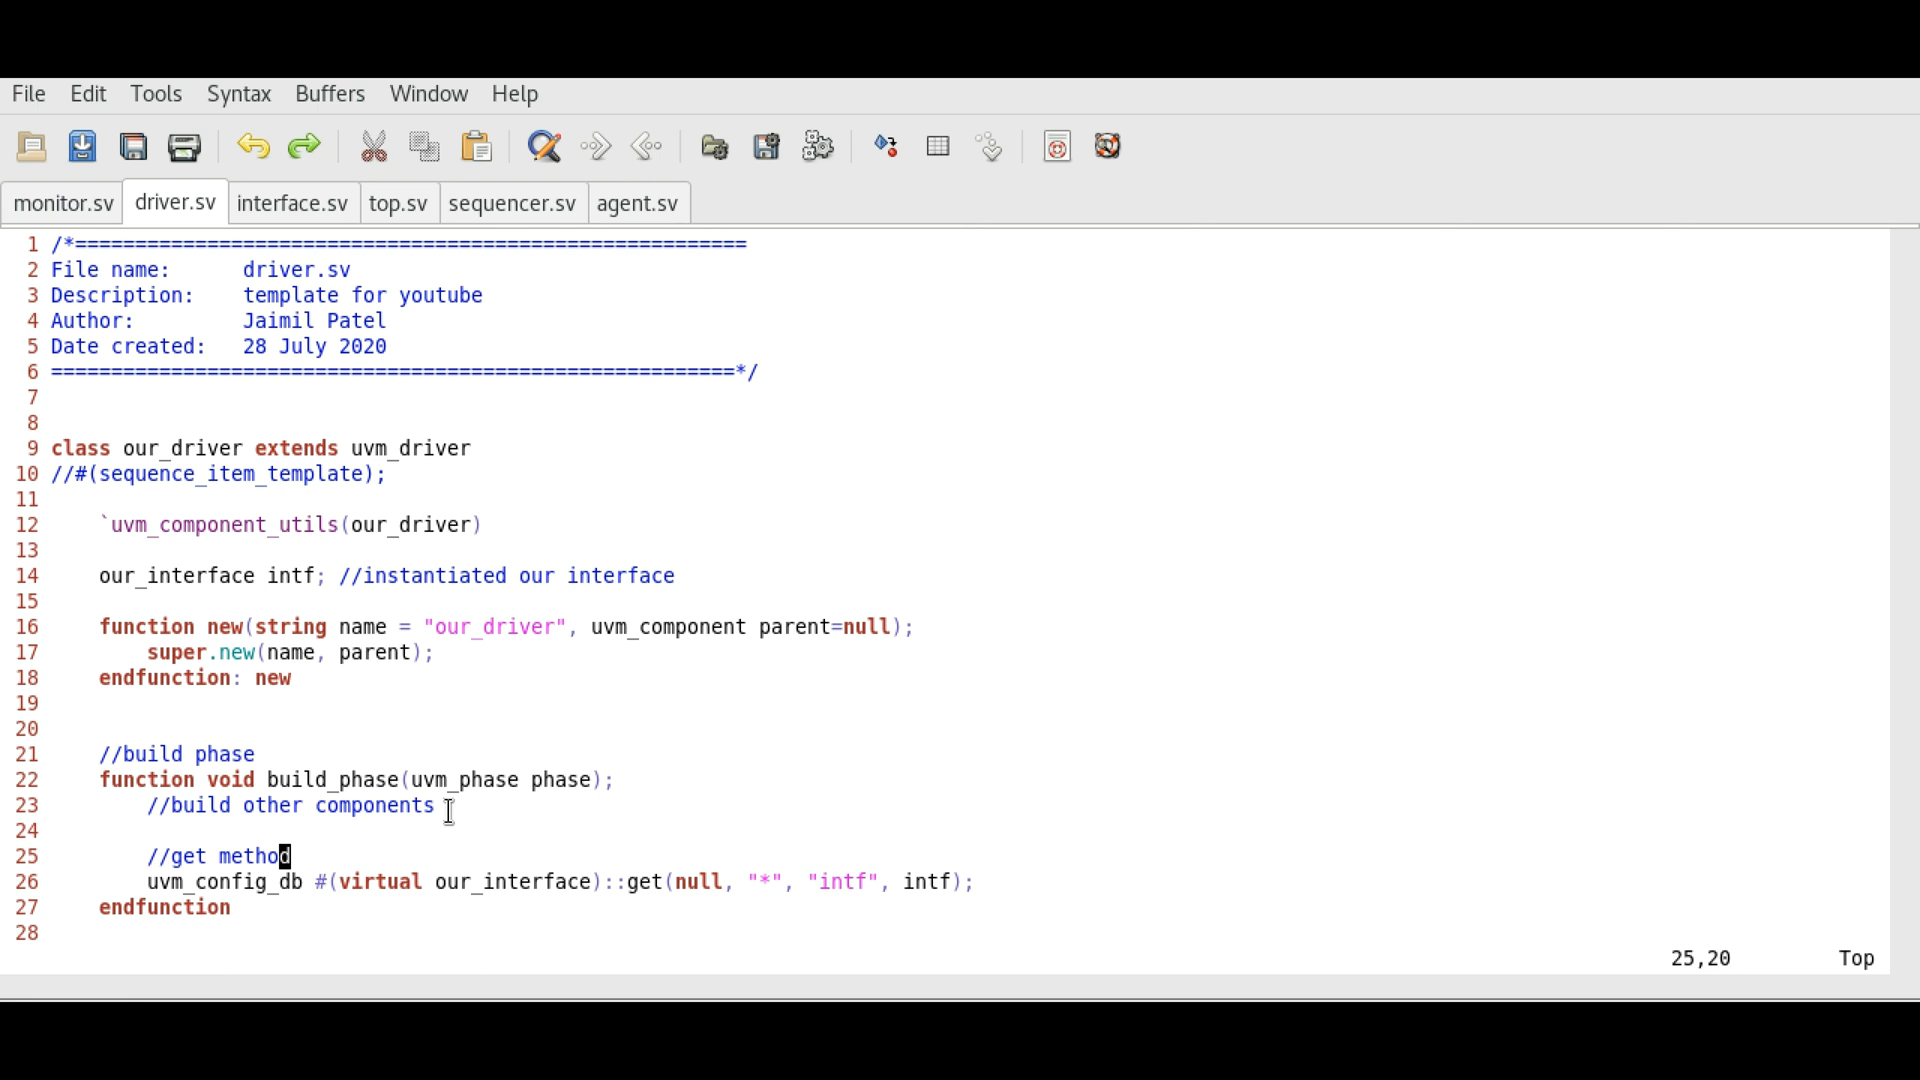 File Edit Tools Syntax Buffers Window Help
monitor.sv driver.sv interface.sv top.sv sequencer.sv agent.sv
1 /*========================================================
2 File name:      driver.sv
3 Description:    template for youtube
4 Author:         Jaimil Patel
5 Date created:   28 July 2020
6 =========================================================*/
7
8
9 class our_driver extends uvm_driver
10 //#(sequence_item_template);
11
12     `uvm_component_utils(our_driver)
13
14     our_interface intf; //instantiated our interface
15
16     function new(string name = "our_driver", uvm_component parent=null);
17         super.new(name, parent);
18     endfunction: new
19
20
21     //build phase
22     function void build_phase(uvm_phase phase);
23         //build other components
24
25         //get method
26         uvm_config_db #(virtual our_interface)::get(null, "*", "intf", intf);
27     endfunction
28
25,20 Top